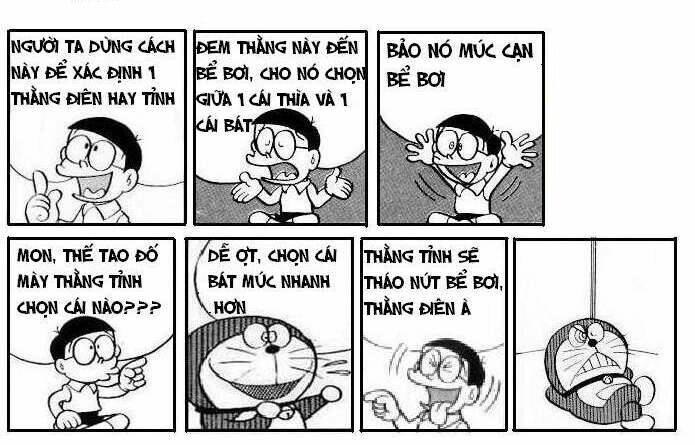 NGƯỜI TA DÙNG CÁCH
NÀY ĐỂ XÁC ĐỊNH 1
THẰNG ĐIÊN HAY TỈNH
ĐEM THẰNG NÀY ĐẾN
BỂ BƠI, CHO NÓ CHỌN
GIỮA 1 CÁI THÌA VÀ 1
CÁI BÁT
BẢO NÓ MÚC CẠN
BỂ BƠI
MON, THẾ TAO ĐỐ
MÀY THẰNG TỈNH
CHỌN CÁI NÀO???
DỄ ỢT, CHỌN CÁI
BÁT MÚC NHANH
HƠN
THẰNG TỈNH SẼ
THÁO NÚT BỂ BƠI,
THẰNG ĐIÊN À